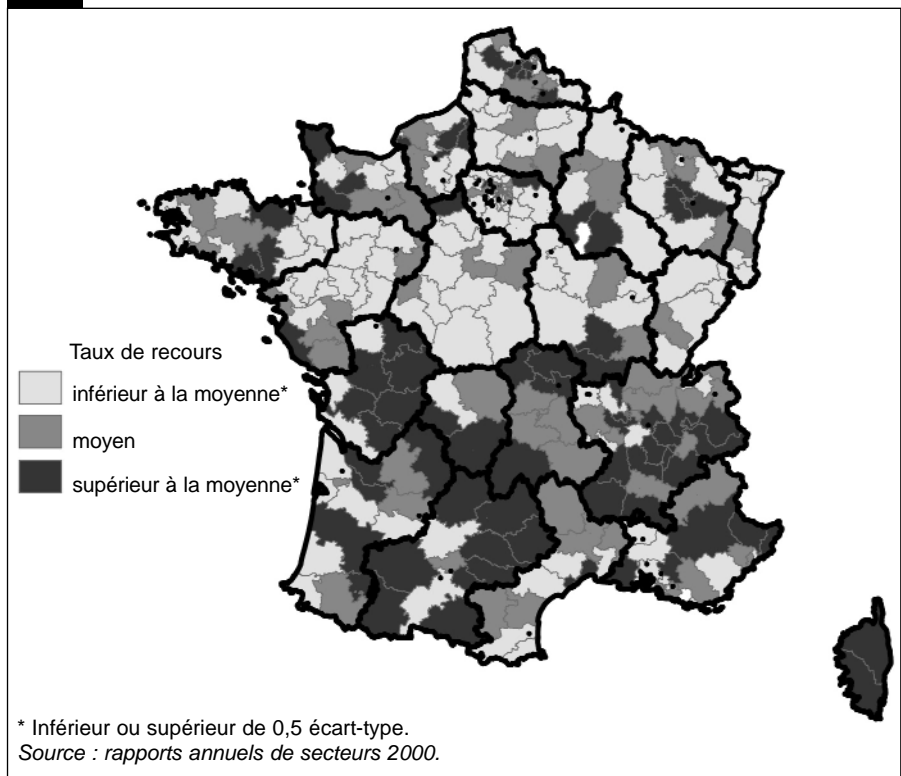 Taux de recours
inférieur à la moyenne*
moyen
supérieur à la moyenne*
* Inférieur ou supérieur de 0,5 écart-type.
Source : rapports annuels de secteurs 2000.